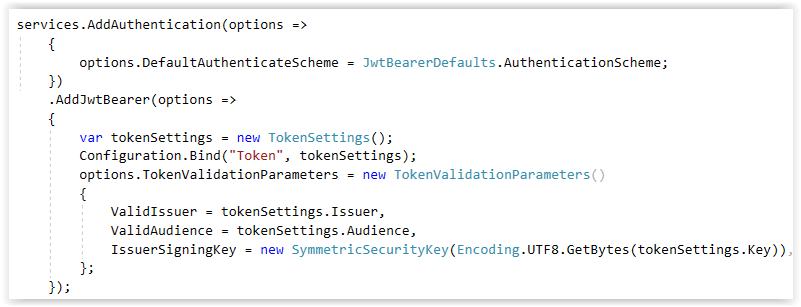 services.AddAuthentication(options =>
{
options.DefaultAuthenticateScheme = JwtBearerDefaults.AuthenticationScheme;
})
.AddJwtBearer(options =>
{
var tokenSettings = new TokenSettings();
Configuration.Bind("Token", tokenSettings);
options.TokenValidationParameters = new TokenValidationParameters()
{
ValidIssuer = tokenSettings.Issuer,
ValidAudience = tokenSettings.Audience,
IssuerSigningKey = new SymmetricSecurityKey(Encoding.UTF8.GetBytes(tokenSettings.Key)),
};
});